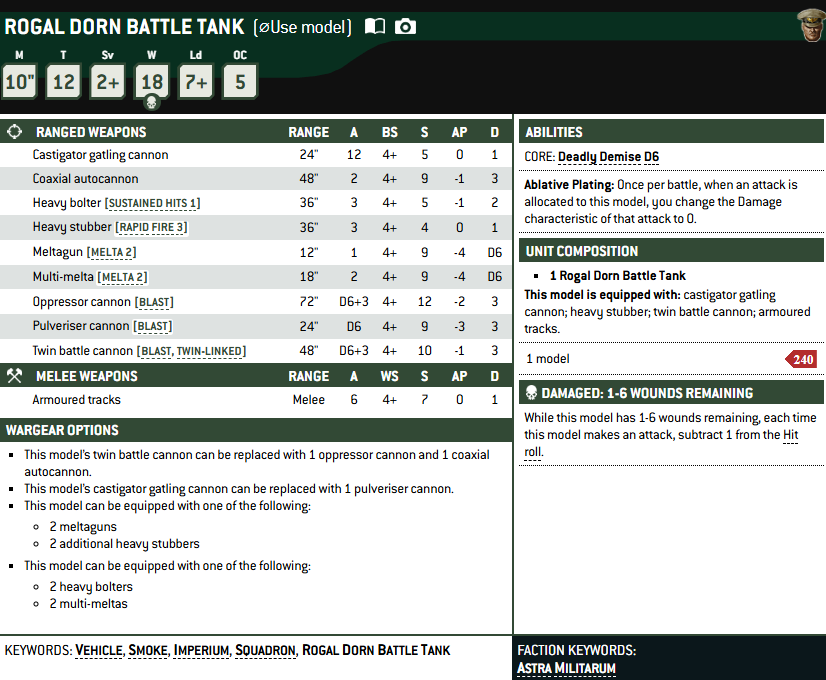 ROGAL DORN BATTLE TANK (⌀Use model)
M T Sv W Ld OC
10" 12 2+ 18 7+ 5
RANGED WEAPONS RANGE A BS S AP D
Castigator gatling cannon 24" 12 4+ 5 0 1
Coaxial autocannon 48" 2 4+ 9 -1 3
Heavy bolter [SUSTAINED HITS 1] 36" 3 4+ 5 -1 2
Heavy stubber [RAPID FIRE 3] 36" 3 4+ 4 0 1
Meltagun [MELTA 2] 12" 1 4+ 9 -4 D6
Multi-melta [MELTA 2] 18" 2 4+ 9 -4 D6
Oppressor cannon [BLAST] 72" D6+3 4+ 12 -2 3
Pulveriser cannon [BLAST] 24" D6 4+ 9 -3 3
Twin battle cannon [BLAST, TWIN-LINKED] 48" D6+3 4+ 10 -1 3
MELEE WEAPONS RANGE A WS S AP D
Armoured tracks Melee 6 4+ 7 0 1
WARGEAR OPTIONS
▪ This model's twin battle cannon can be replaced with 1 oppressor cannon and 1 coaxial
autocannon.
▪ This model's castigator gatling cannon can be replaced with 1 pulveriser cannon.
▪ This model can be equipped with one of the following:
○ 2 meltaguns
○ 2 additional heavy stubbers
▪ This model can be equipped with one of the following:
○ 2 heavy bolters
○ 2 multi-meltas
ABILITIES
CORE: Deadly Demise D6
Ablative Plating: Once per battle, when an attack is
allocated to this model, you change the Damage
characteristic of that attack to 0.
UNIT COMPOSITION
▪ 1 Rogal Dorn Battle Tank
This model is equipped with: castigator gatling
cannon; heavy stubber; twin battle cannon; armoured
tracks.
1 model 240
DAMAGED: 1-6 WOUNDS REMAINING
While this model has 1-6 wounds remaining, each time
this model makes an attack, subtract 1 from the Hit
roll.
KEYWORDS: VEHICLE, SMOKE, IMPERIUM, SQUADRON, ROGAL DORN BATTLE TANK
FACTION KEYWORDS:
ASTRA MILITARUM